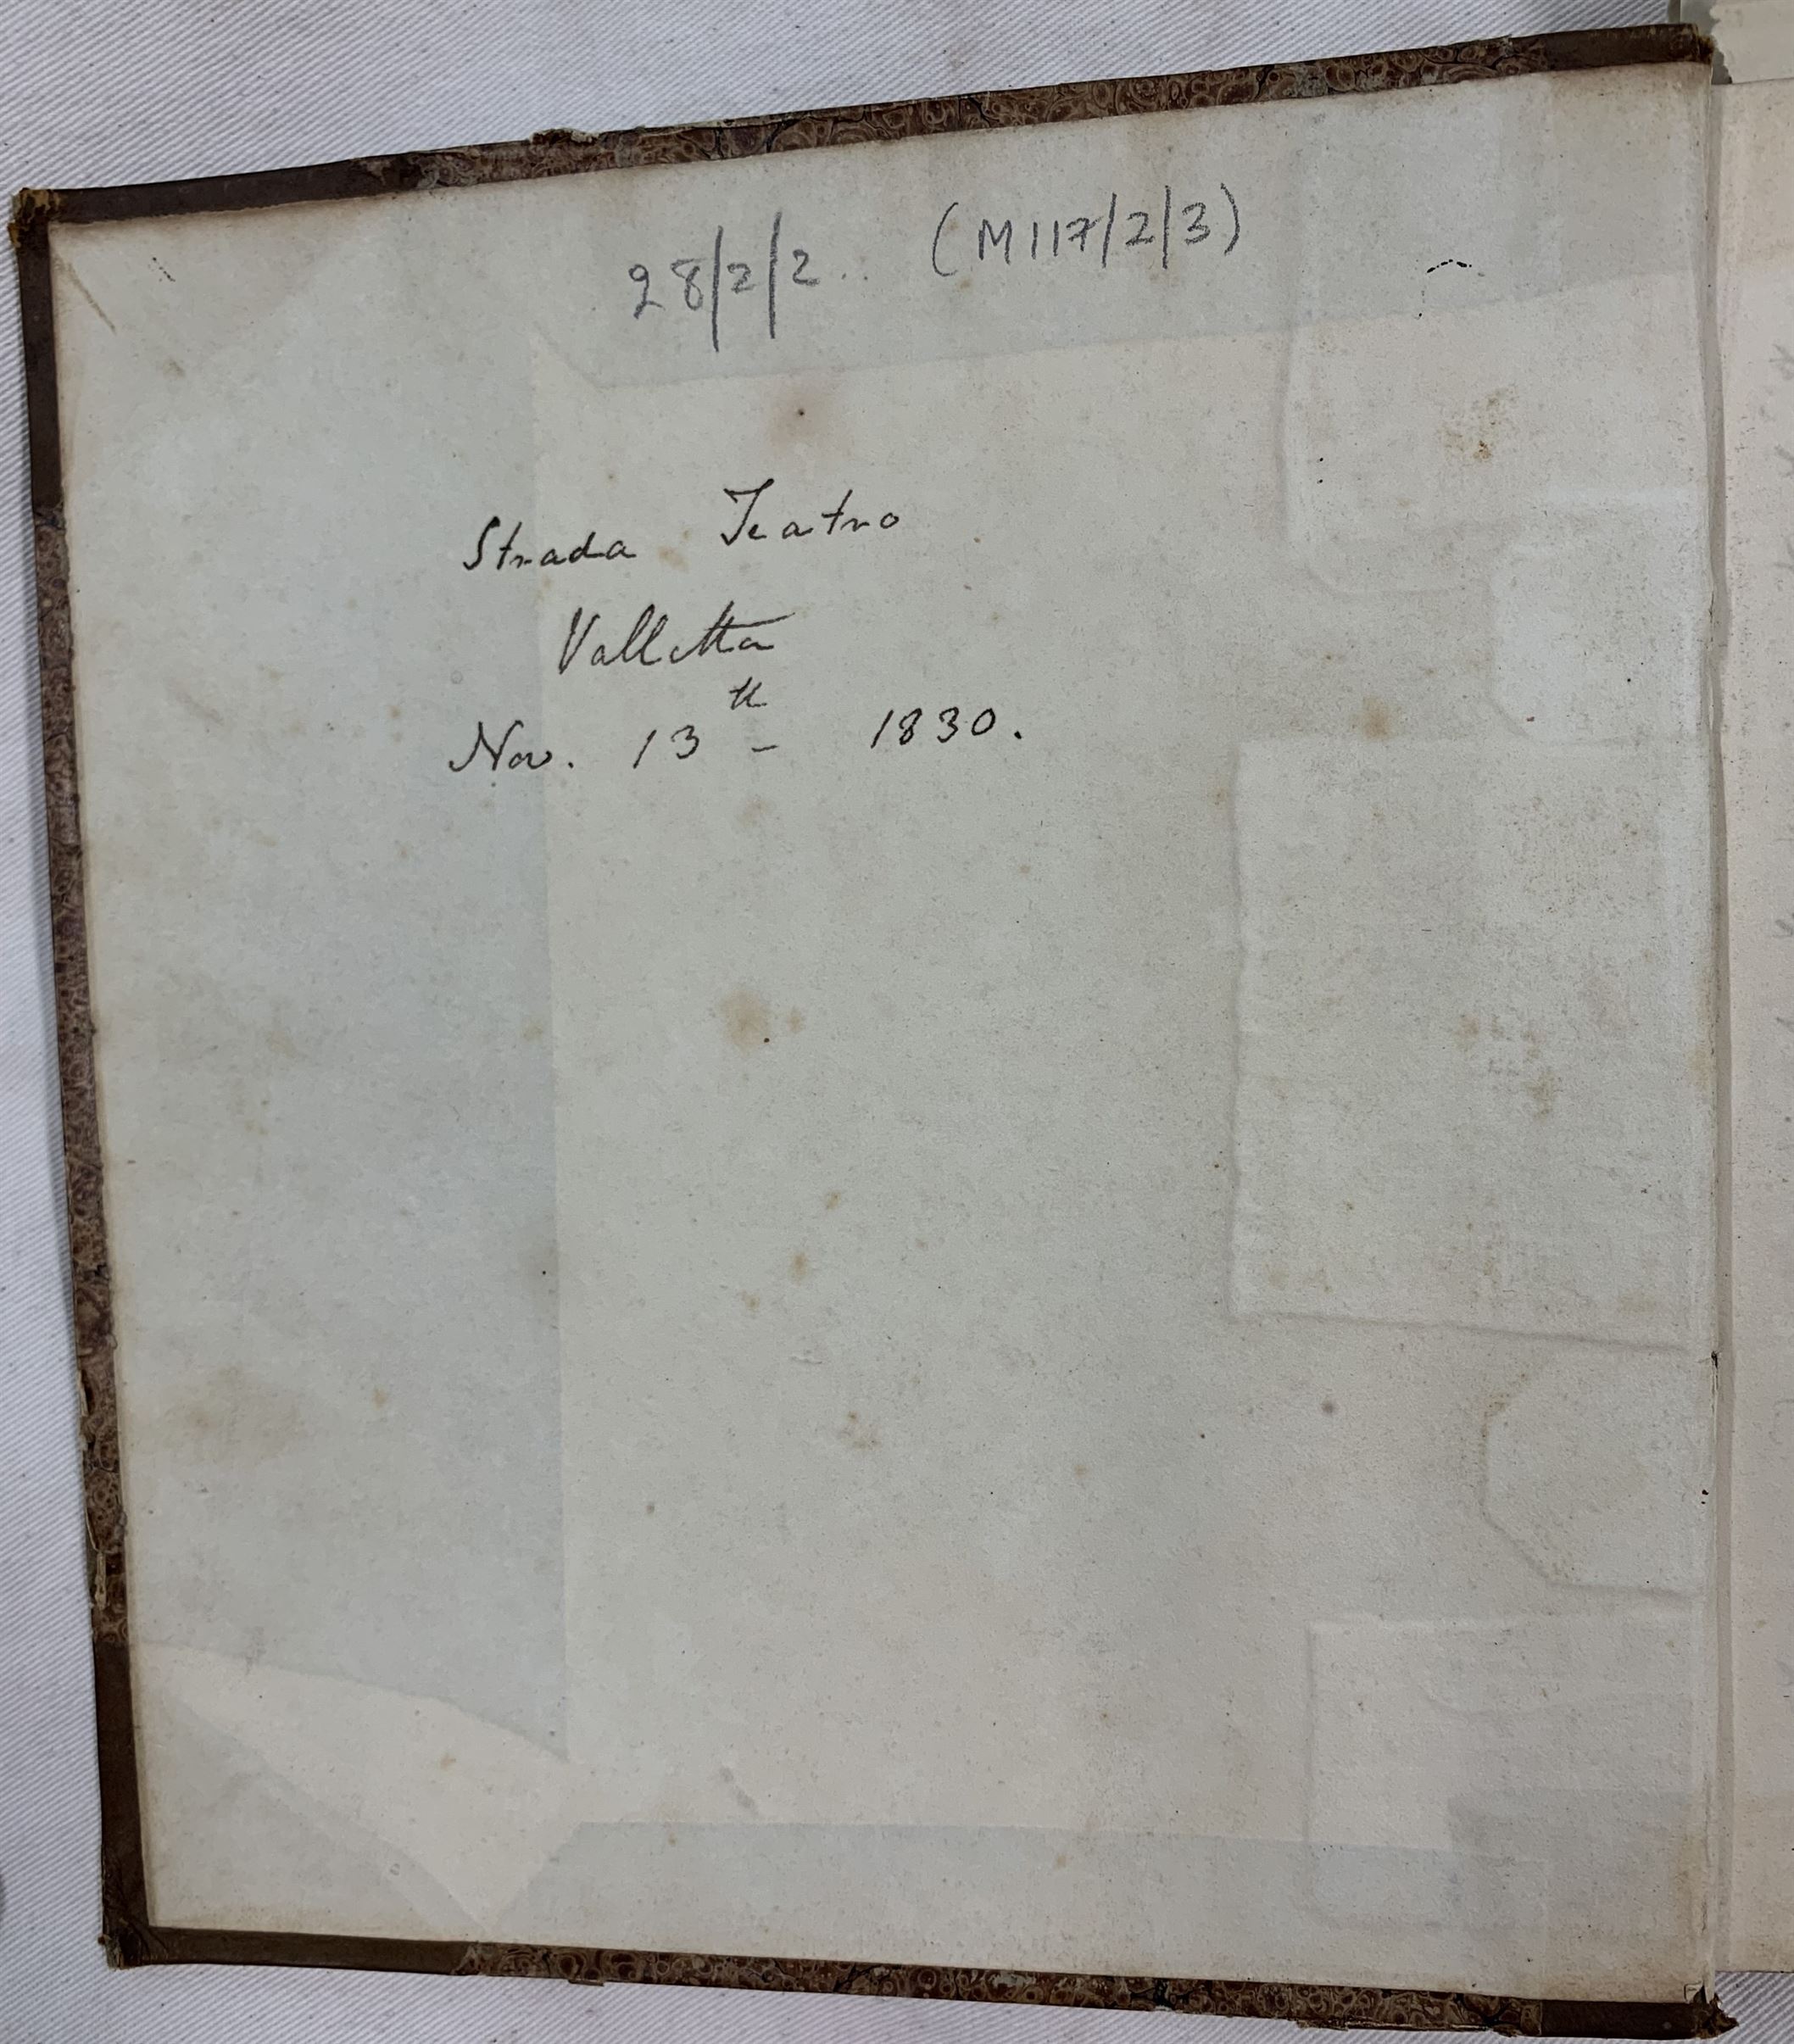 28/2/2.. (M117/2/3)
Strada Teatro
Valletta
Nov. 13th - 1830.